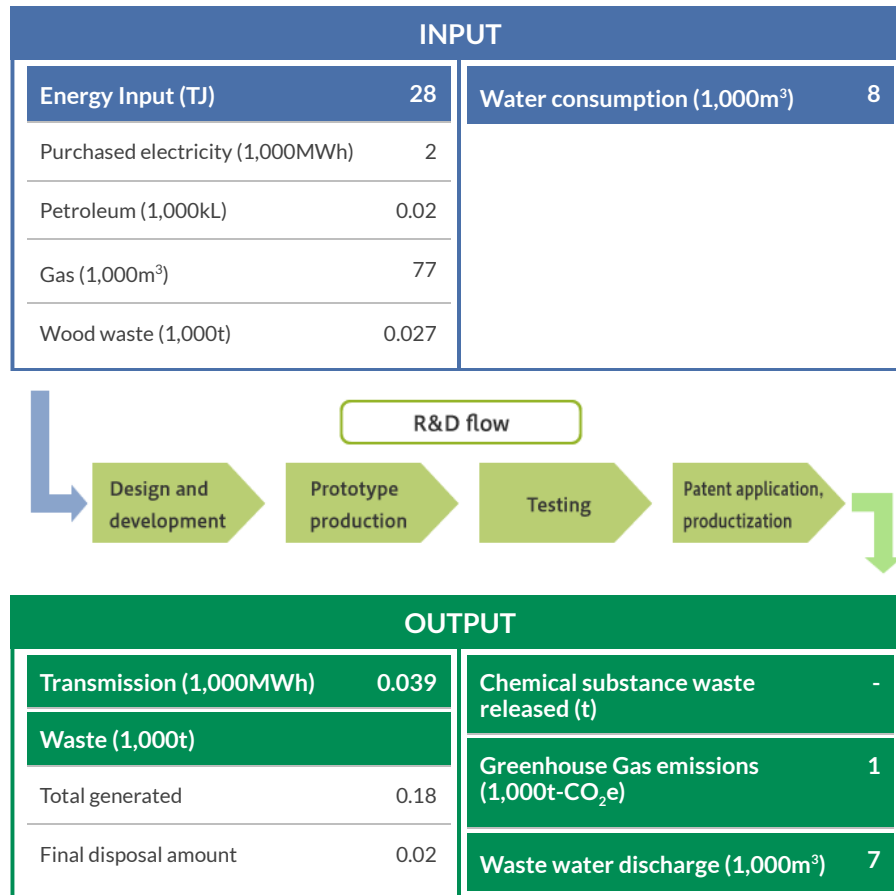 INPUT
Energy Input (TJ) 28
Purchased electricity (1,000MWh) 2
Petroleum (1,000kL) 0.02
Gas (1,000m³) 77
Wood waste (1,000t) 0.027
Water consumption (1,000m³) 8
R&D flow
Design and
development
Prototype
production
Testing
Patent application,
productization
OUTPUT
Transmission (1,000MWh) 0.039
Waste (1,000t)
Total generated 0.18
Final disposal amount 0.02
Chemical substance waste -
released (t)
Greenhouse Gas emissions 1
(1,000t-CO₂e)
Waste water discharge (1,000m³) 7